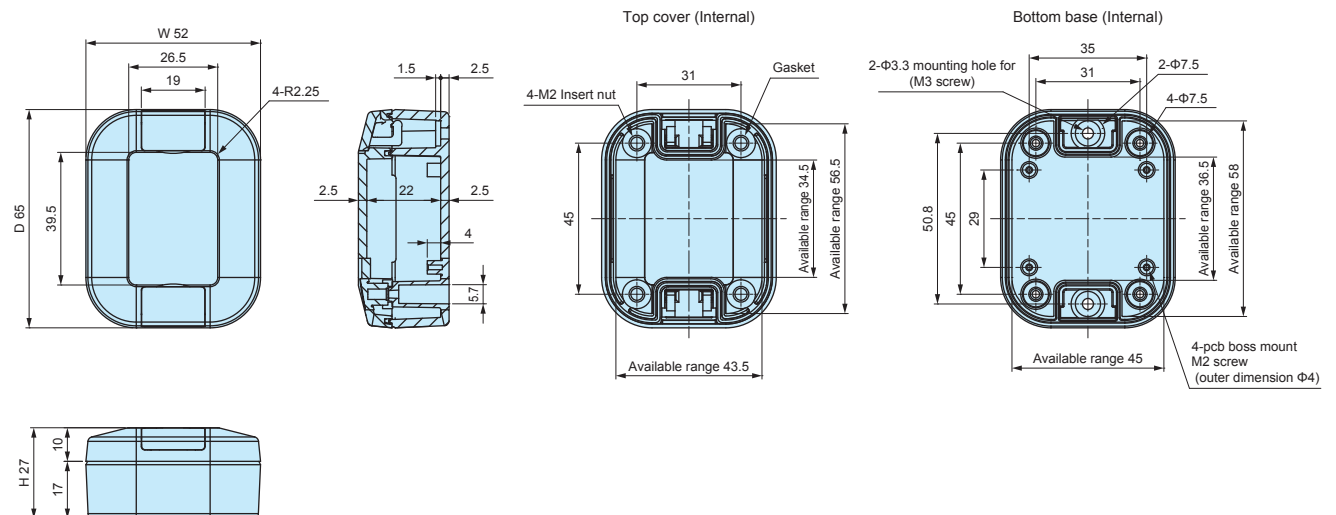 Top cover (Internal)
Bottom base (Internal)
W 52
26.5
19
4-R2.25
D 65
39.5
1.5
2.5
2.5
22
2.5
4
5.7
31
4-M2 Insert nut
Gasket
45
Available range 34.5
Available range 56.5
Available range 43.5
35
31
2-Φ3.3 mounting hole for
(M3 screw)
2-Φ7.5
4-Φ7.5
50.8
45
29
Available range 36.5
Available range 58
Available range 45
4-pcb boss mount
M2 screw
(outer dimension Φ4)
H 27
10
17